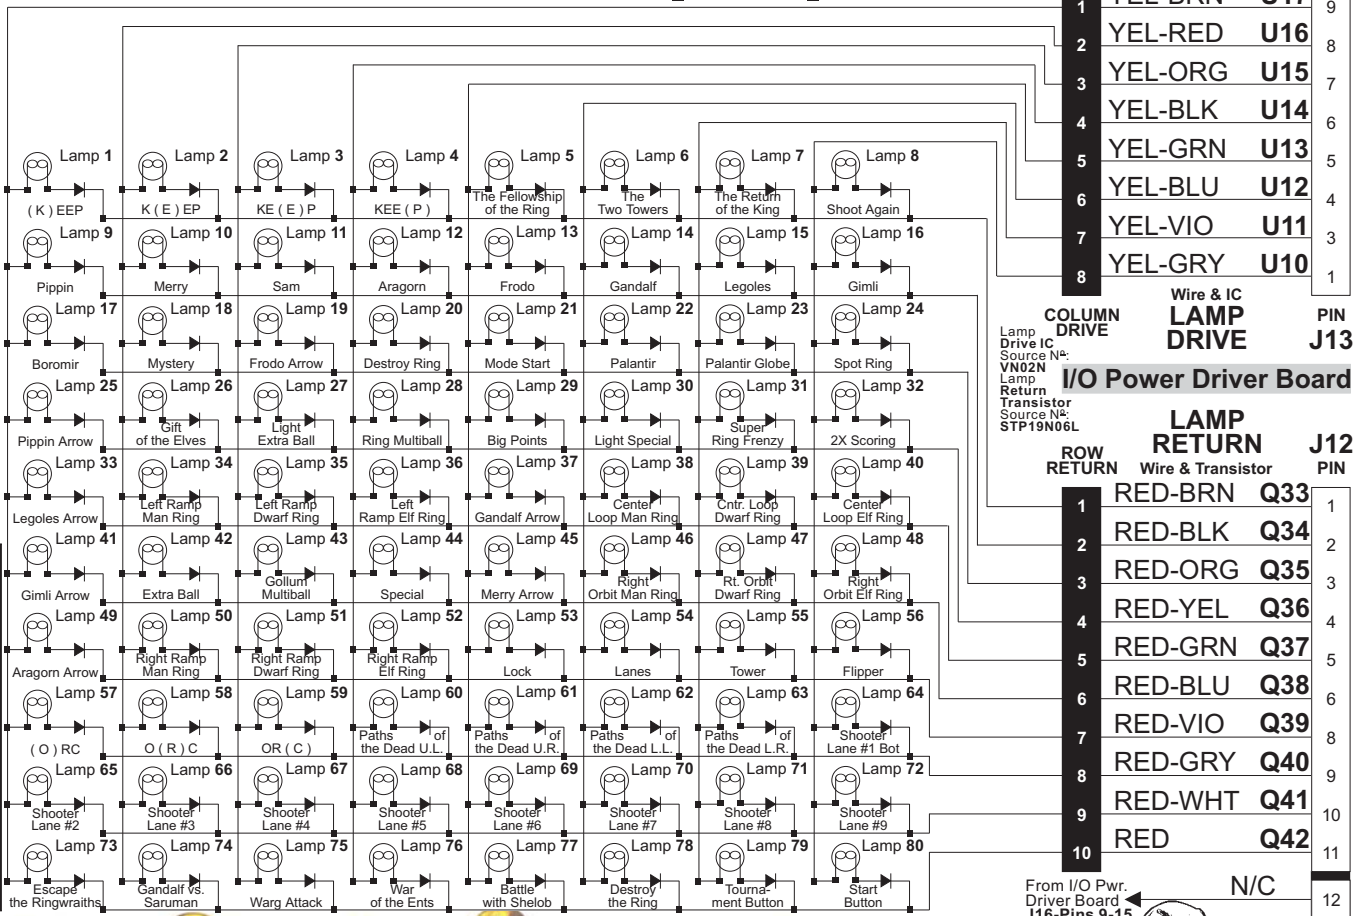 1 YEL-BRN U17 9
2 YEL-RED U16 8
3 YEL-ORG U15 7
4 YEL-BLK U14 6
5 YEL-GRN U13 5
6 YEL-BLU U12 4
7 YEL-VIO U11 3
8 YEL-GRY U10 1
Lamp 1 Lamp 2 Lamp 3 Lamp 4 Lamp 5 Lamp 6 Lamp 7 Lamp 8
( K ) EEP K ( E ) EP KE ( E ) P KEE ( P ) The Fellowship of the Ring The Two Towers The Return of the King Shoot Again
Lamp 9 Lamp 10 Lamp 11 Lamp 12 Lamp 13 Lamp 14 Lamp 15 Lamp 16
Pippin Merry Sam Aragorn Frodo Gandalf Legoles Gimli
Lamp 17 Lamp 18 Lamp 19 Lamp 20 Lamp 21 Lamp 22 Lamp 23 Lamp 24
Boromir Mystery Frodo Arrow Destroy Ring Mode Start Palantir Palantir Globe Spot Ring
Lamp 25 Lamp 26 Lamp 27 Lamp 28 Lamp 29 Lamp 30 Lamp 31 Lamp 32
Pippin Arrow Gift of the Elves Light Extra Ball Ring Multiball Big Points Light Special Super Ring Frenzy 2X Scoring
Lamp 33 Lamp 34 Lamp 35 Lamp 36 Lamp 37 Lamp 38 Lamp 39 Lamp 40
Legoles Arrow Left Ramp Man Ring Left Ramp Dwarf Ring Left Ramp Elf Ring Gandalf Arrow Center Loop Man Ring Cntr. Loop Dwarf Ring Center Loop Elf Ring
Lamp 41 Lamp 42 Lamp 43 Lamp 44 Lamp 45 Lamp 46 Lamp 47 Lamp 48
Gimli Arrow Extra Ball Gollum Multiball Special Merry Arrow Right Orbit Man Ring Rt. Orbit Dwarf Ring Right Orbit Elf Ring
Lamp 49 Lamp 50 Lamp 51 Lamp 52 Lamp 53 Lamp 54 Lamp 55 Lamp 56
Aragorn Arrow Right Ramp Man Ring Right Ramp Dwarf Ring Right Ramp Elf Ring Lock Lanes Tower Flipper
Lamp 57 Lamp 58 Lamp 59 Lamp 60 Lamp 61 Lamp 62 Lamp 63 Lamp 64
( O ) RC O ( R ) C OR ( C ) Paths of the Dead U.L. Paths of the Dead U.R. Paths of the Dead L.L. Paths of the Dead L.R. Shooter Lane #1 Bot
Lamp 65 Lamp 66 Lamp 67 Lamp 68 Lamp 69 Lamp 70 Lamp 71 Lamp 72
Shooter Lane #2 Shooter Lane #3 Shooter Lane #4 Shooter Lane #5 Shooter Lane #6 Shooter Lane #7 Shooter Lane #8 Shooter Lane #9
Lamp 73 Lamp 74 Lamp 75 Lamp 76 Lamp 77 Lamp 78 Lamp 79 Lamp 80
Escape the Ringwraiths Gandalf vs. Saruman Warg Attack War of the Ents Battle with Shelob Destroy the Ring Tourna- ment Button Start Button
COLUMN DRIVE
Wire & IC
LAMP DRIVE
PIN
J13
Lamp
Drive IC
Source Nº:
VN02N
Lamp
Return
Transistor
Source Nº:
STP19N06L
I/O Power Driver Board
LAMP RETURN
ROW RETURN
Wire & Transistor
J12
PIN
1 RED-BRN Q33 1
2 RED-BLK Q34 2
3 RED-ORG Q35 3
4 RED-YEL Q36 4
5 RED-GRN Q37 5
6 RED-BLU Q38 6
7 RED-VIO Q39 8
8 RED-GRY Q40 9
9 RED-WHT Q41 10
10 RED Q42 11
From I/O Pwr.
Driver Board
J16-Pins 9-15
N/C 12